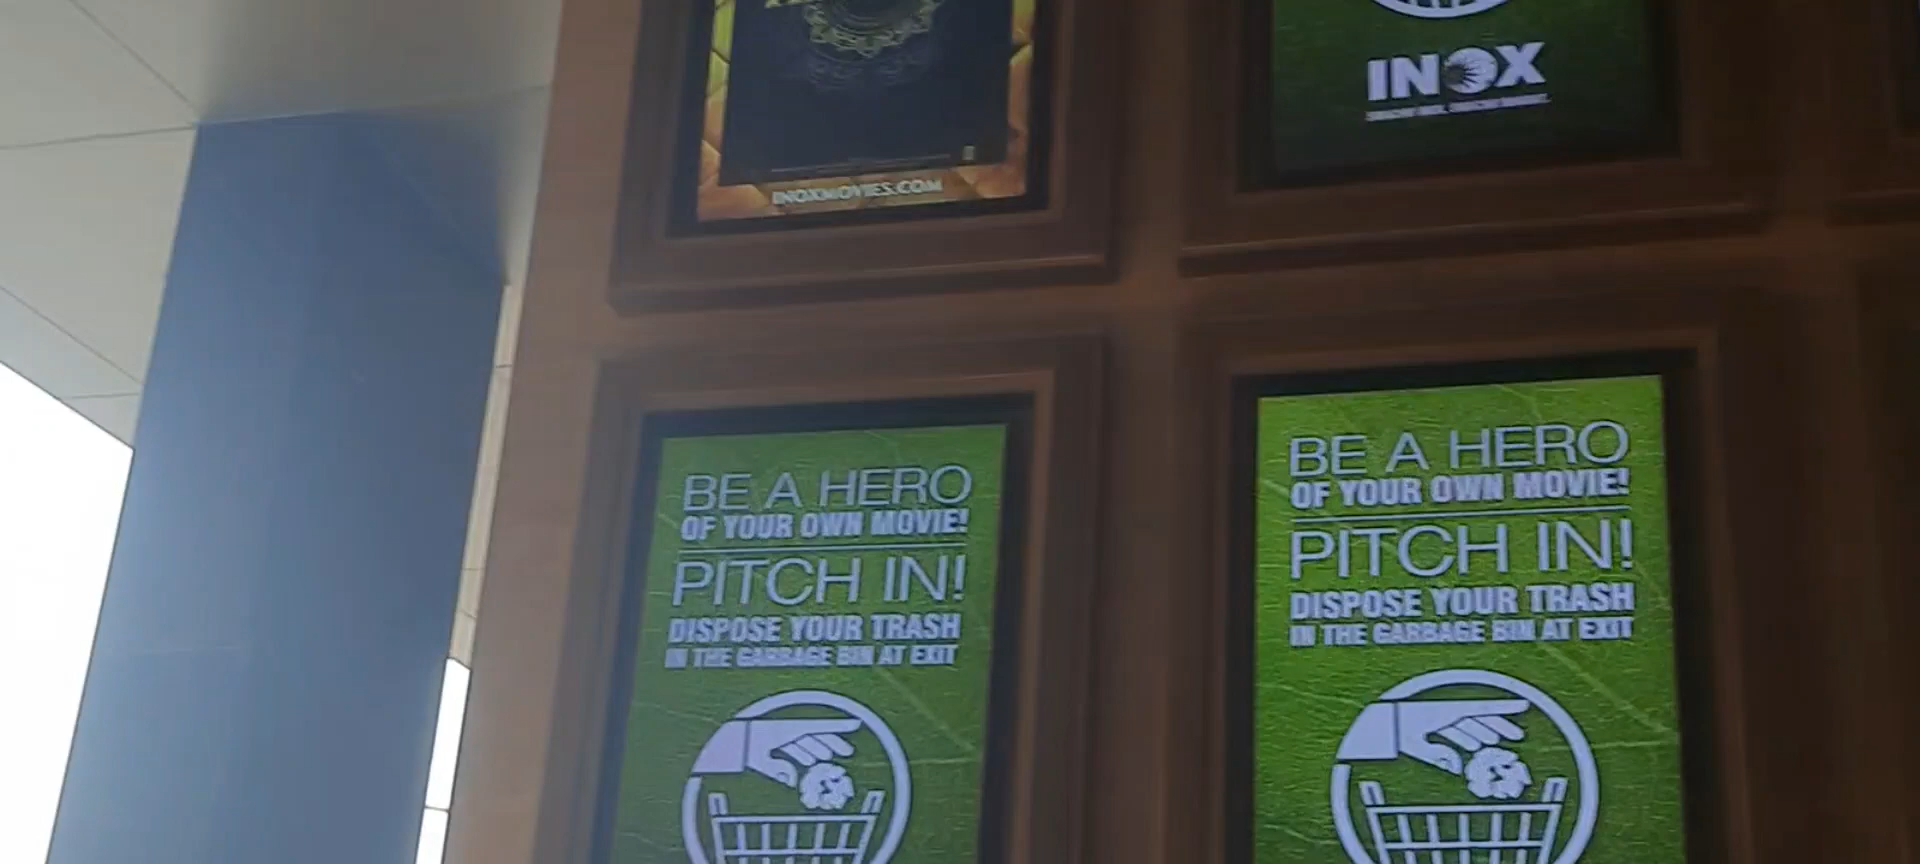 INOXMOVIES.COM
INOX
BE A HERO
OF YOUR OWN MOVIE!
PITCH IN!
DISPOSE YOUR TRASH
IN THE GARBAGE BIN AT EXIT
BE A HERO
OF YOUR OWN MOVIE!
PITCH IN!
DISPOSE YOUR TRASH
IN THE GARBAGE BIN AT EXIT